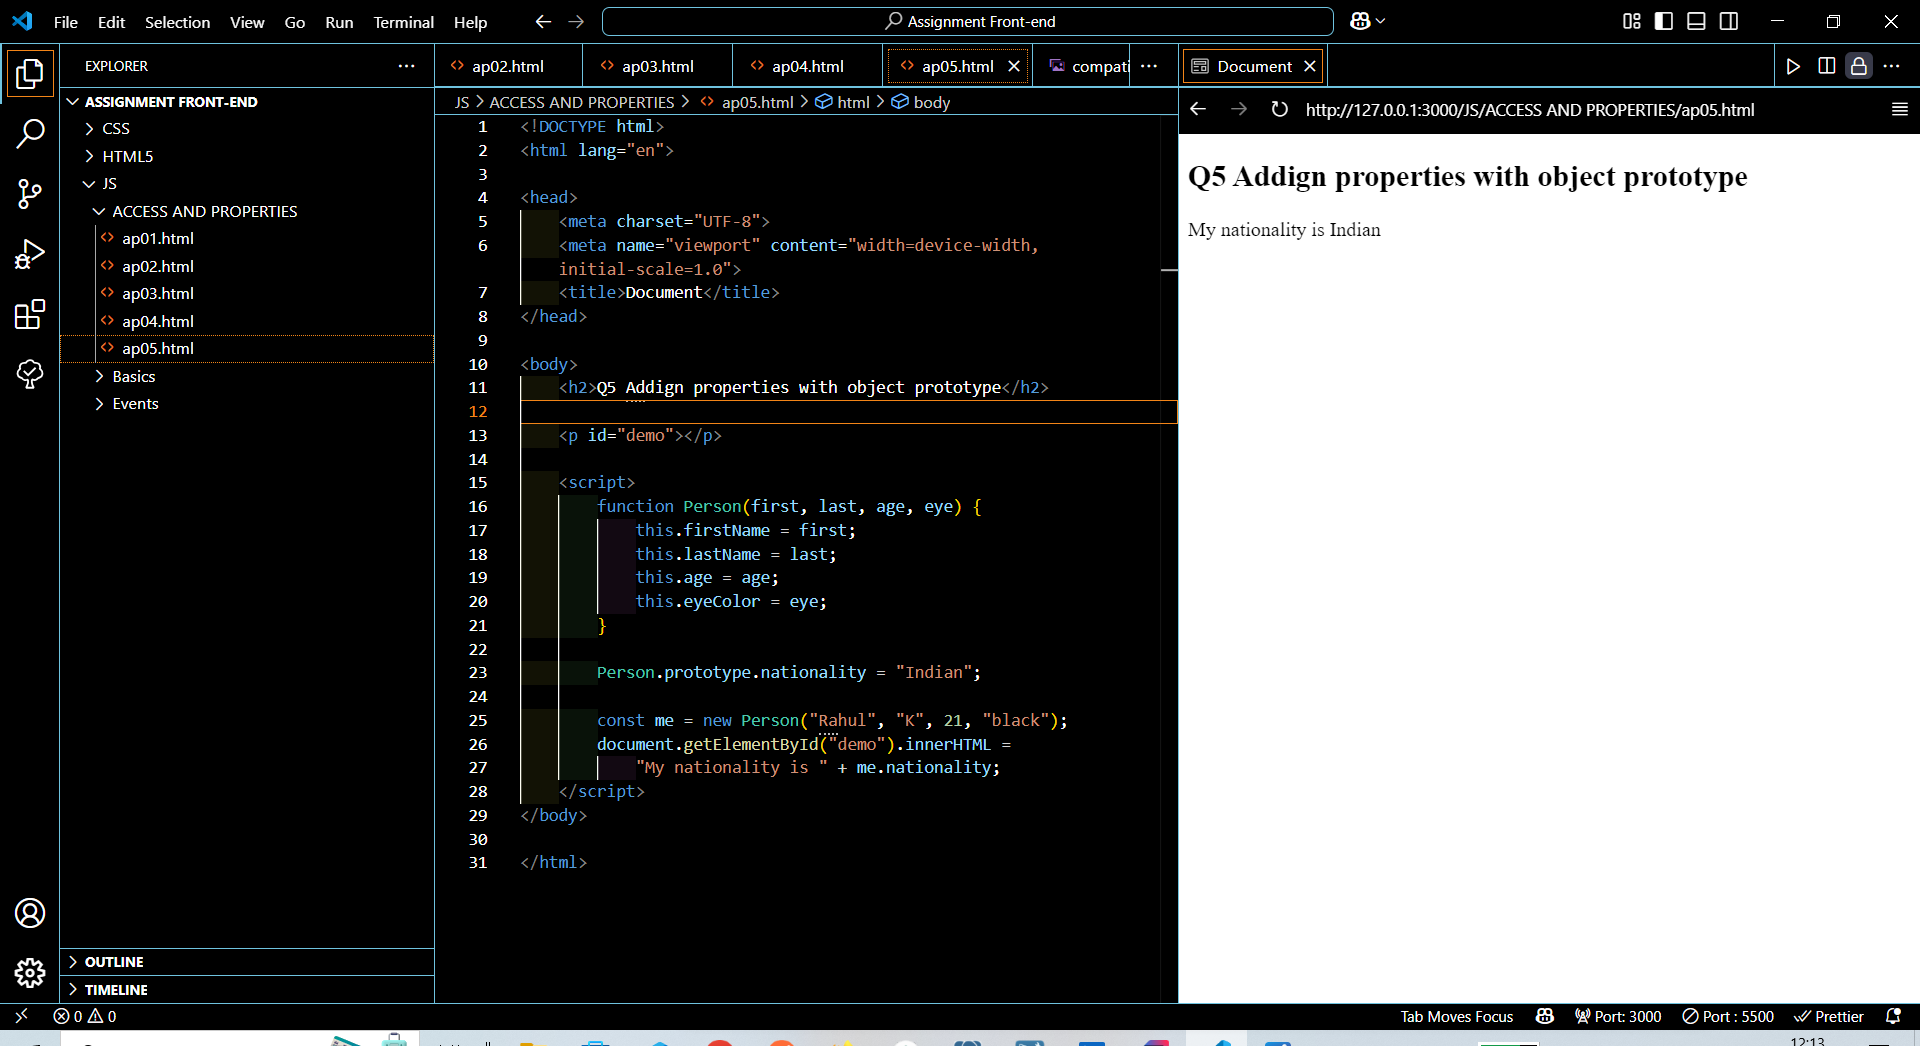 File Edit Selection View Go Run Terminal Help
Assignment Front-end
EXPLORER
ASSIGNMENT FRONT-END
CSS
HTML5
JS
ACCESS AND PROPERTIES
ap01.html
ap02.html
ap03.html
ap04.html
ap05.html
Basics
Events
OUTLINE
TIMELINE
ap02.html ap03.html ap04.html ap05.html compati
JS > ACCESS AND PROPERTIES > ap05.html > html > body
1 <!DOCTYPE html>
2 <html lang="en">
3
4 <head>
5 <meta charset="UTF-8">
6 <meta name="viewport" content="width=device-width,
initial-scale=1.0">
7 <title>Document</title>
8 </head>
9
10 <body>
11 <h2>Q5 Addign properties with object prototype</h2>
12
13 <p id="demo"></p>
14
15 <script>
16 function Person(first, last, age, eye) {
17 this.firstName = first;
18 this.lastName = last;
19 this.age = age;
20 this.eyeColor = eye;
21 }
22
23 Person.prototype.nationality = "Indian";
24
25 const me = new Person("Rahul", "K", 21, "black");
26 document.getElementById("demo").innerHTML =
27 "My nationality is " + me.nationality;
28 </script>
29 </body>
30
31 </html>
Document
http://127.0.0.1:3000/JS/ACCESS AND PROPERTIES/ap05.html
Q5 Addign properties with object prototype
My nationality is Indian
0 0
Tab Moves Focus Port: 3000 Port : 5500 Prettier
12:13